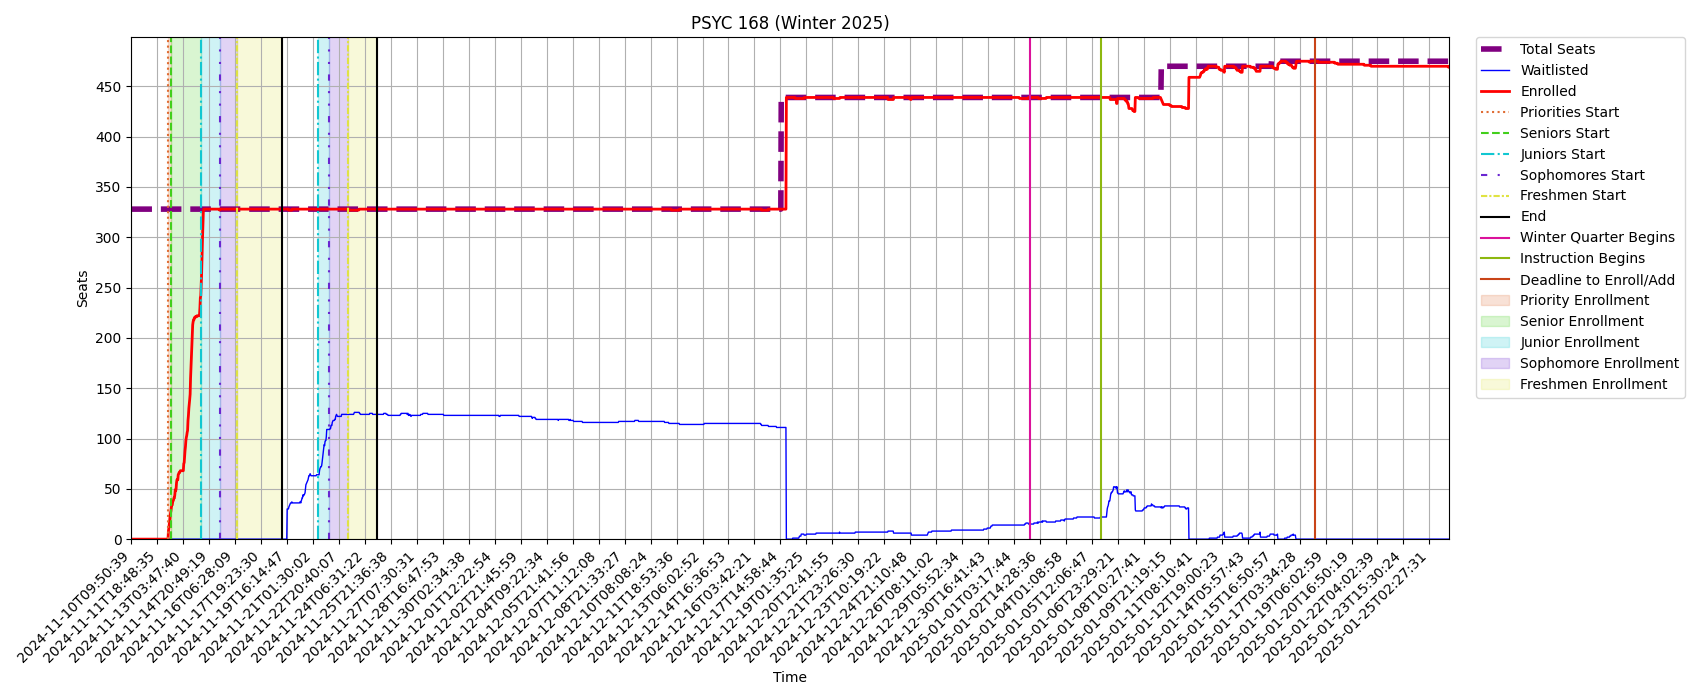 PSYC 168 (Winter 2025)
Seats
450
400
350
300
250
200
150
100
50
0
2024-11-10T09:50:39
2024-11-11T18:48:35
2024-11-13T03:47:40
2024-11-14T20:49:19
2024-11-16T06:28:09
2024-11-17T19:23:30
2024-11-19T16:14:47
2024-11-21T01:30:02
2024-11-22T20:40:07
2024-11-24T06:31:22
2024-11-25T21:36:38
2024-11-27T07:30:31
2024-11-28T16:47:53
2024-11-30T02:34:38
2024-12-01T12:22:54
2024-12-02T21:45:59
2024-12-04T09:22:34
2024-12-05T21:41:56
2024-12-07T11:12:08
2024-12-08T21:33:27
2024-12-10T08:08:24
2024-12-11T18:53:36
2024-12-13T06:02:52
2024-12-14T16:36:53
2024-12-16T03:42:21
2024-12-17T14:58:44
2024-12-19T01:35:25
2024-12-20T12:41:55
2024-12-21T23:26:30
2024-12-23T10:19:22
2024-12-24T21:10:48
2024-12-26T08:11:02
2024-12-29T05:52:34
2024-12-30T16:41:43
2025-01-01T03:17:44
2025-01-02T14:28:36
2025-01-04T01:08:58
2025-01-05T12:06:47
2025-01-06T23:29:21
2025-01-08T10:27:41
2025-01-09T21:19:15
2025-01-11T08:10:41
2025-01-12T19:00:23
2025-01-14T05:57:43
2025-01-15T16:50:57
2025-01-17T03:34:28
2025-01-19T06:02:59
2025-01-20T16:50:19
2025-01-22T04:02:39
2025-01-23T15:30:24
2025-01-25T02:27:31
Time
Total Seats
Waitlisted
Enrolled
Priorities Start
Seniors Start
Juniors Start
Sophomores Start
Freshmen Start
End
Winter Quarter Begins
Instruction Begins
Deadline to Enroll/Add
Priority Enrollment
Senior Enrollment
Junior Enrollment
Sophomore Enrollment
Freshmen Enrollment